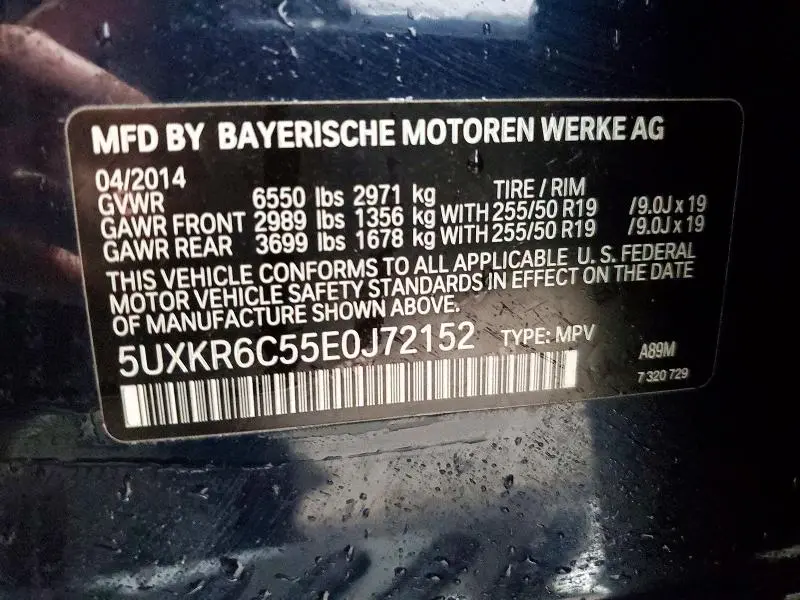 MFD BY BAYERISCHE MOTOREN WERKE AG
04/2014 TIRE / RIM
GVWR 6550 lbs 2971 kg
GAWR FRONT 2989 lbs 1356 kg WITH 255/50 R19 /9.0J x 19
GAWR REAR 3699 lbs 1678 kg WITH 255/50 R19 /9.0J x 19
THIS VEHICLE CONFORMS TO ALL APPLICABLE U. S. FEDERAL
MOTOR VEHICLE SAFETY STANDARDS IN EFFECT ON THE DATE
OF MANUFACTURE SHOWN ABOVE.
5UXKR6C55E0J72152 TYPE: MPV A89M
7 320 729